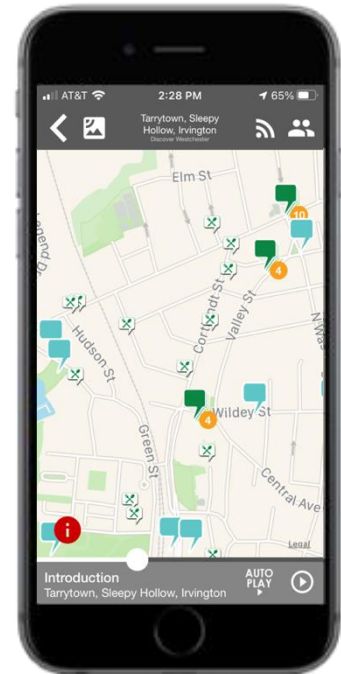 AT&T 2:28 PM 65%
Tarrytown, Sleepy
Hollow, Irvington
Discover Westchester
Elm St
10
4
Cortlandt St
Valley St
Hudson St
4
Wildey St
Green St
Central Ave
i
Legal
Introduction
Tarrytown, Sleepy Hollow, Irvington
AUTO
PLAY